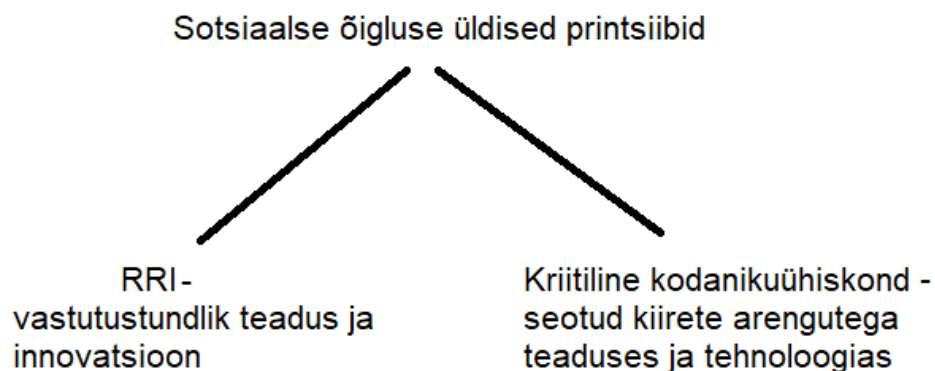 Sotsiaalse õigluse üldised printsiibid
RRI-
vastutustundlik teadus ja
innovatsioon
Kriitiline kodanikuühiskond -
seotud kiirete arengutega
teaduses ja tehnoloogias